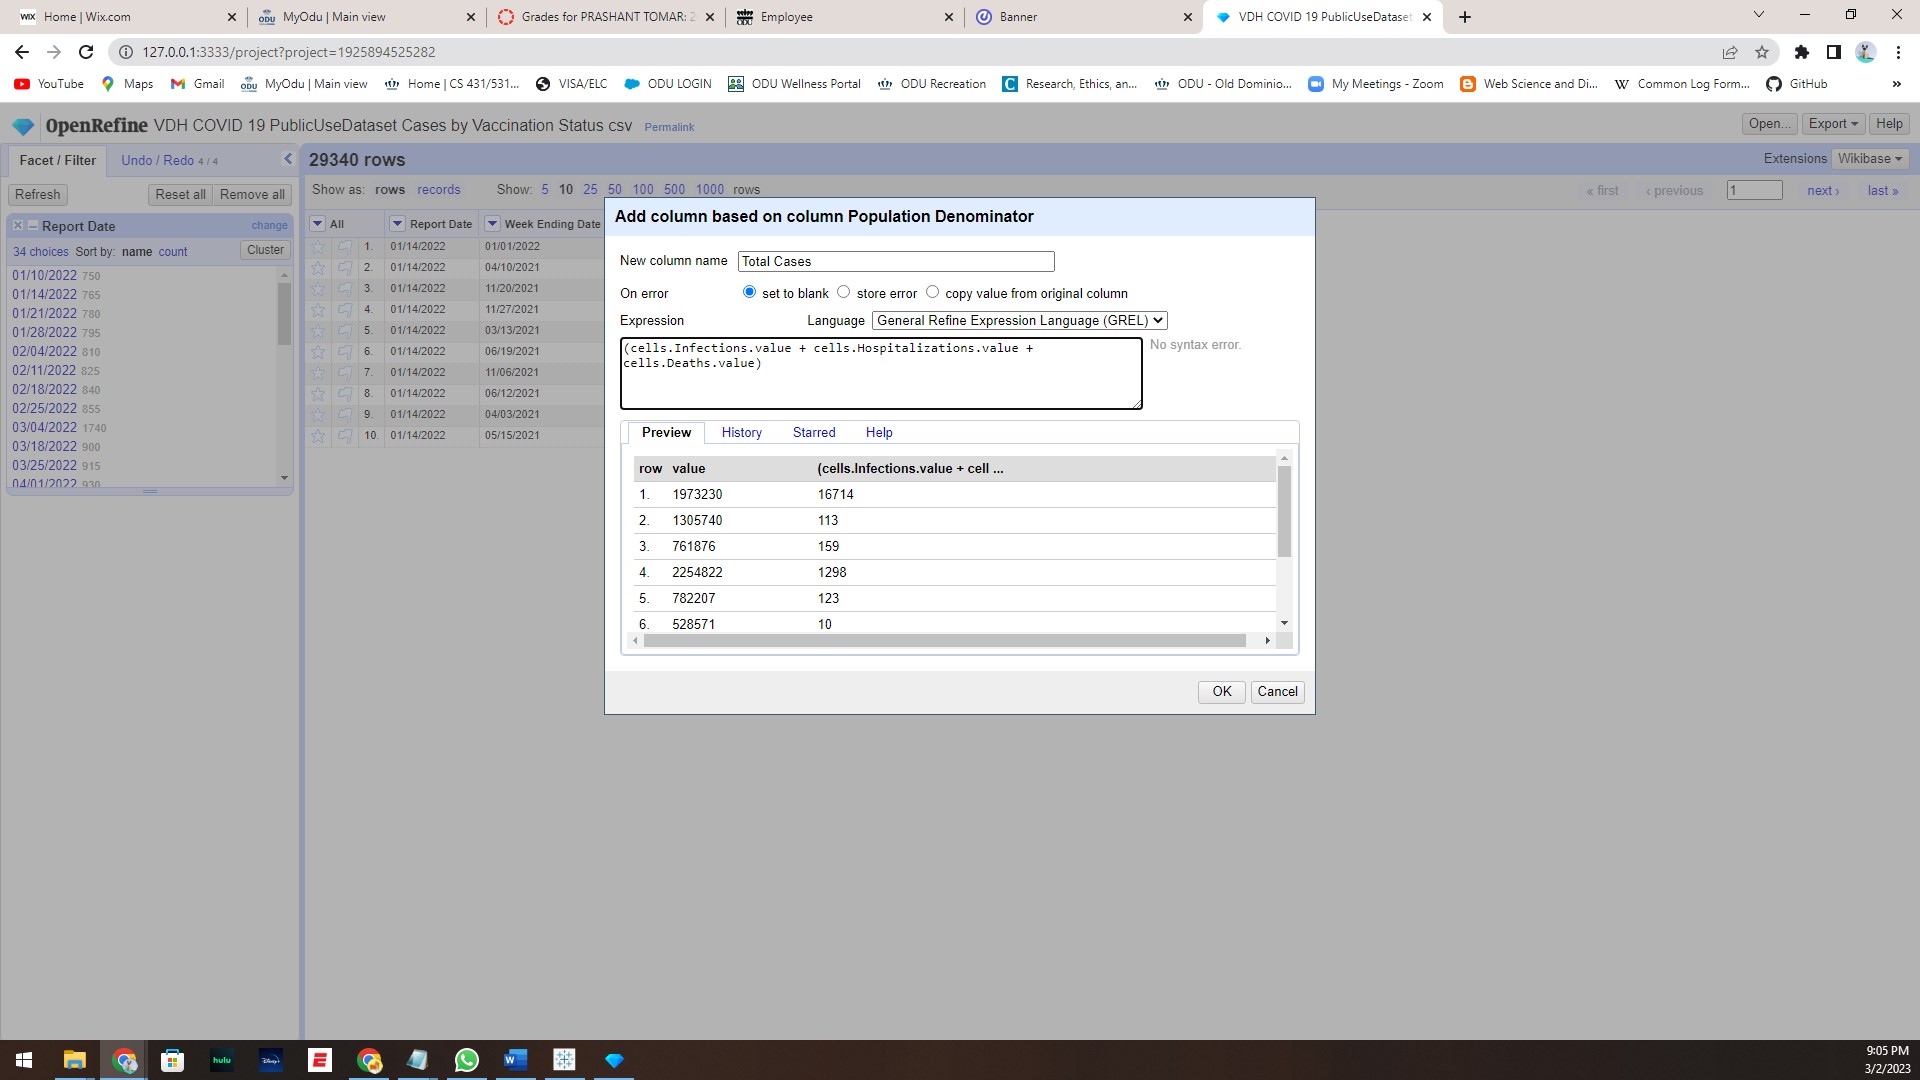 Home | Wix.com
MyOdu | Main view
Grades for PRASHANT TOMAR: 2
Employee
Banner
VDH COVID 19 PublicUseDataset
127.0.0.1:3333/project?project=1925894525282
YouTube Maps Gmail MyOdu | Main view Home | CS 431/531... VISA/ELC ODU LOGIN ODU Wellness Portal ODU Recreation Research, Ethics, an... ODU - Old Dominio... My Meetings - Zoom Web Science and Di... Common Log Form... GitHub »
OpenRefine VDH COVID 19 PublicUseDataset Cases by Vaccination Status csv Permalink
Open... Export Help
Facet / Filter Undo / Redo 4 / 4
29340 rows
Extensions Wikibase
Refresh Reset all Remove all
Show as: rows records Show: 5 10 25 50 100 500 1000 rows
« first ‹ previous 1 next › last »
Report Date change
34 choices Sort by: name count Cluster
01/10/2022 750
01/14/2022 765
01/21/2022 780
01/28/2022 795
02/04/2022 810
02/11/2022 825
02/18/2022 840
02/25/2022 855
03/04/2022 1740
03/18/2022 900
03/25/2022 915
04/01/2022 930
All Report Date Week Ending Date
1. 01/14/2022 01/01/2022
2. 01/14/2022 04/10/2021
3. 01/14/2022 11/20/2021
4. 01/14/2022 11/27/2021
5. 01/14/2022 03/13/2021
6. 01/14/2022 06/19/2021
7. 01/14/2022 11/06/2021
8. 01/14/2022 06/12/2021
9. 01/14/2022 04/03/2021
10. 01/14/2022 05/15/2021
Add column based on column Population Denominator
New column name Total Cases
On error set to blank store error copy value from original column
Expression Language General Refine Expression Language (GREL)
(cells.Infections.value + cells.Hospitalizations.value +
cells.Deaths.value)
No syntax error.
Preview History Starred Help
row value (cells.Infections.value + cell ...
1. 1973230 16714
2. 1305740 113
3. 761876 159
4. 2254822 1298
5. 782207 123
6. 528571 10
OK Cancel
hulu
9:05 PM
3/2/2023